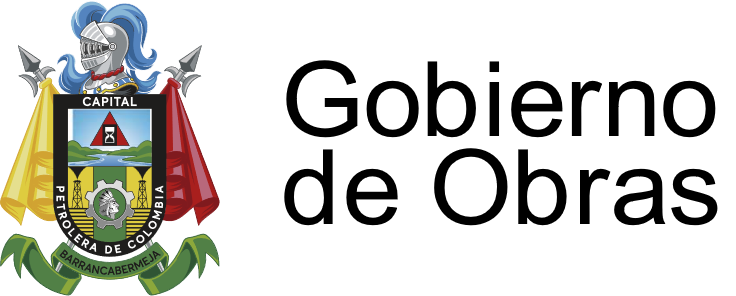 CAPITAL
PETROLERA DE COLOMBIA
BARRANCABERMEJA
Gobierno
de Obras